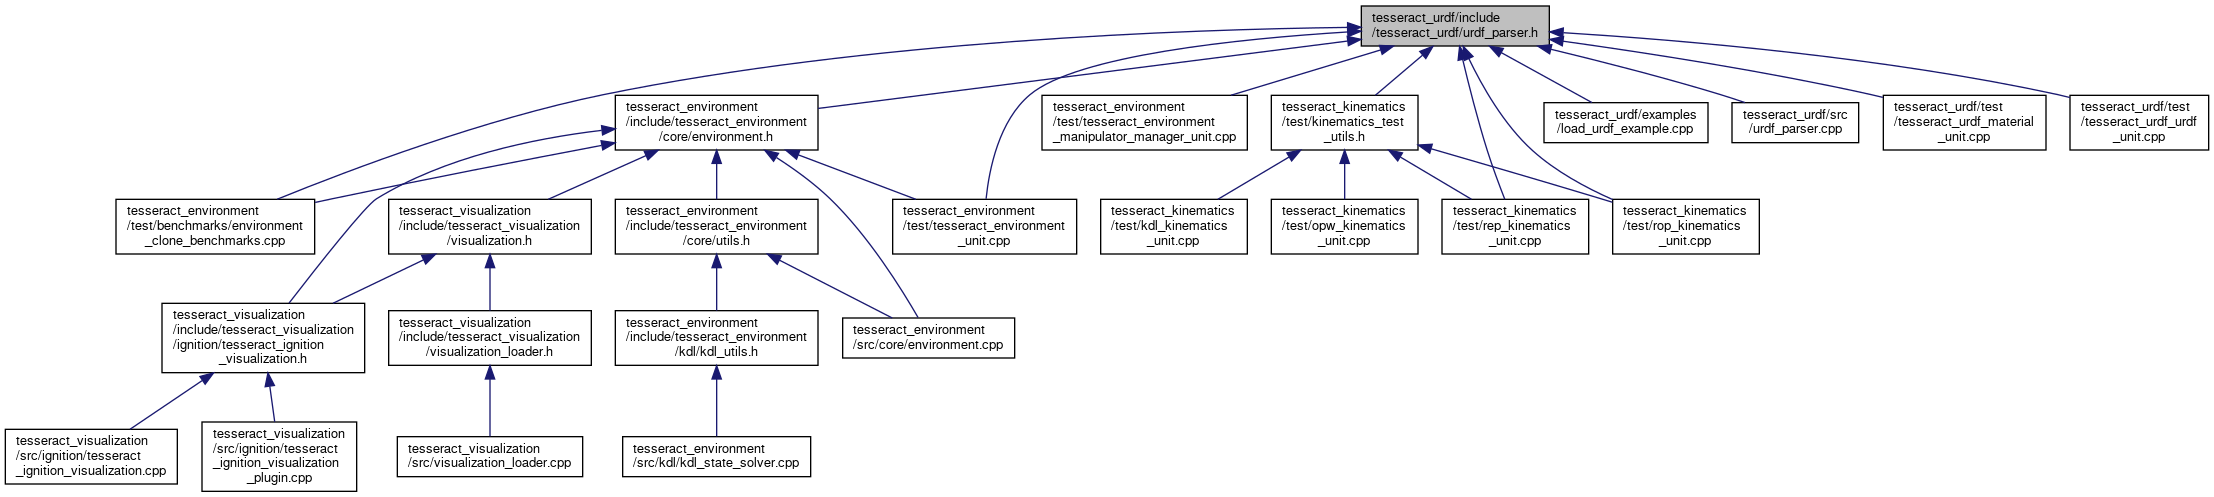 tesseract_urdf/include
/tesseract_urdf/urdf_parser.h
tesseract_environment
/include/tesseract_environment
/core/environment.h
tesseract_environment
/test/tesseract_environment
_manipulator_manager_unit.cpp
tesseract_kinematics
/test/kinematics_test
_utils.h
tesseract_urdf/examples
/load_urdf_example.cpp
tesseract_urdf/src
/urdf_parser.cpp
tesseract_urdf/test
/tesseract_urdf_material
_unit.cpp
tesseract_urdf/test
/tesseract_urdf_urdf
_unit.cpp
tesseract_environment
/test/benchmarks/environment
_clone_benchmarks.cpp
tesseract_visualization
/include/tesseract_visualization
/visualization.h
tesseract_environment
/include/tesseract_environment
/core/utils.h
tesseract_environment
/test/tesseract_environment
_unit.cpp
tesseract_kinematics
/test/kdl_kinematics
_unit.cpp
tesseract_kinematics
/test/opw_kinematics
_unit.cpp
tesseract_kinematics
/test/rep_kinematics
_unit.cpp
tesseract_kinematics
/test/rop_kinematics
_unit.cpp
tesseract_visualization
/include/tesseract_visualization
/ignition/tesseract_ignition
_visualization.h
tesseract_visualization
/include/tesseract_visualization
/visualization_loader.h
tesseract_environment
/include/tesseract_environment
/kdl/kdl_utils.h
tesseract_environment
/src/core/environment.cpp
tesseract_visualization
/src/ignition/tesseract
_ignition_visualization.cpp
tesseract_visualization
/src/ignition/tesseract
_ignition_visualization
_plugin.cpp
tesseract_visualization
/src/visualization_loader.cpp
tesseract_environment
/src/kdl/kdl_state_solver.cpp